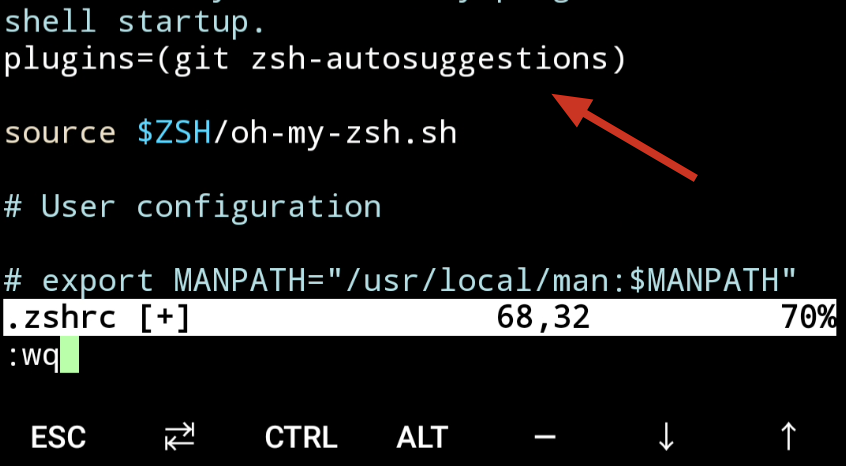 shell startup.
plugins=(git zsh-autosuggestions)
source $ZSH/oh-my-zsh.sh
# User configuration
# export MANPATH="/usr/local/man:$MANPATH"
.zshrc [+] 68,32 70%
:wq
ESC ⇄ CTRL ALT – ↓ ↑